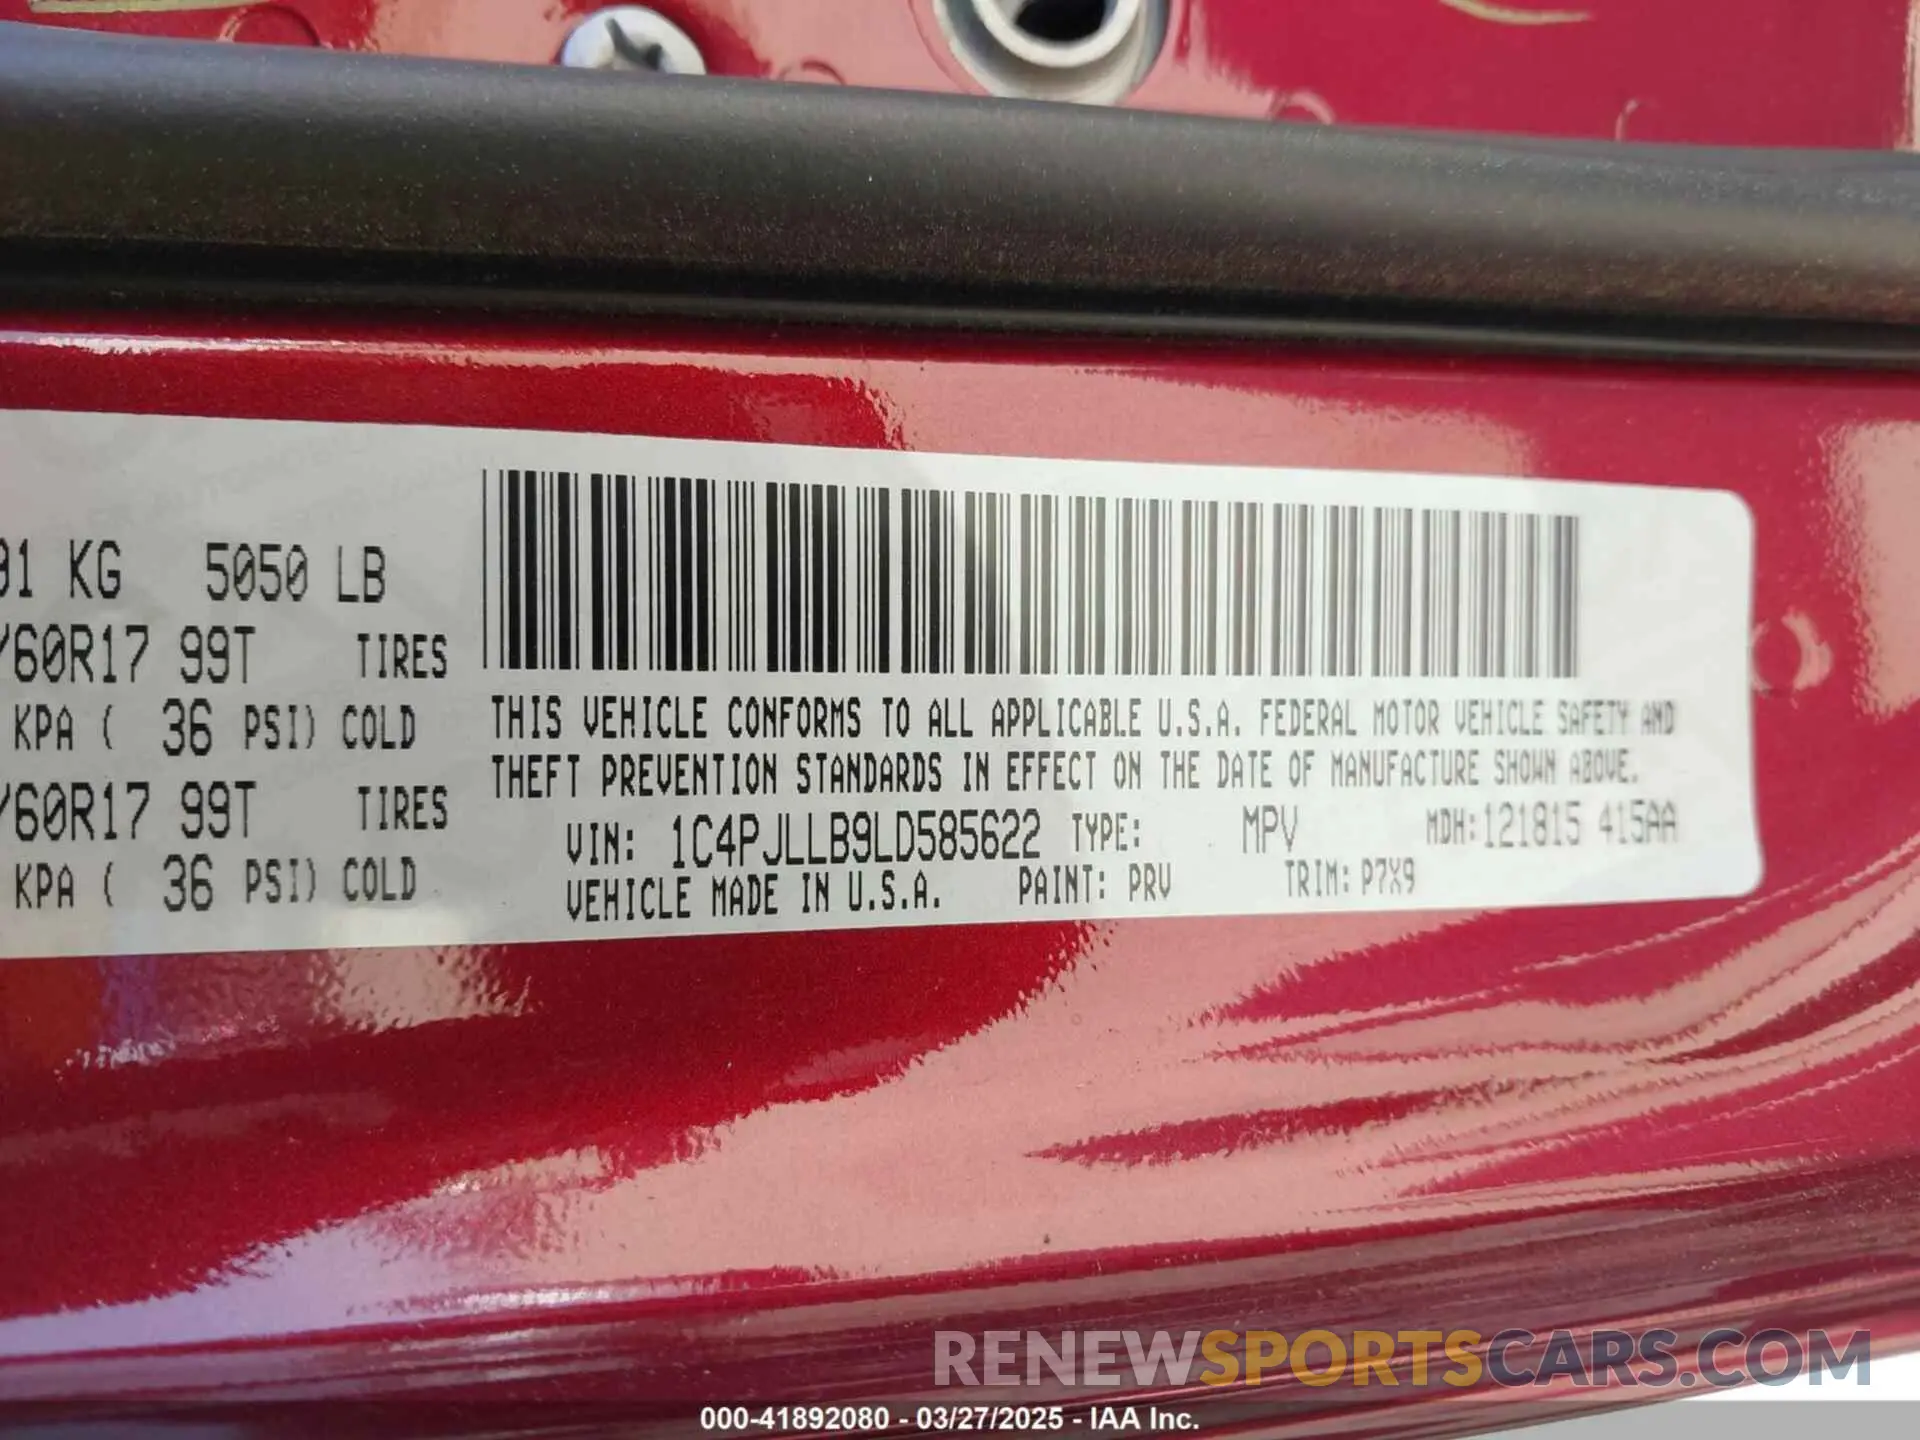 91 KG 5050 LB
/60R17 99T TIRES
KPA ( 36 PSI) COLD
/60R17 99T TIRES
KPA ( 36 PSI) COLD
THIS VEHICLE CONFORMS TO ALL APPLICABLE U.S.A. FEDERAL MOTOR VEHICLE SAFETY AND
THEFT PREVENTION STANDARDS IN EFFECT ON THE DATE OF MANUFACTURE SHOWN ABOVE.
VIN: 1C4PJLLB9LD585622 TYPE: MPV MDH:121815 415AA
VEHICLE MADE IN U.S.A. PAINT: PRV TRIM: P7X9
RENEWSPORTSCARS.COM
000-41892080 - 03/27/2025 - IAA Inc.